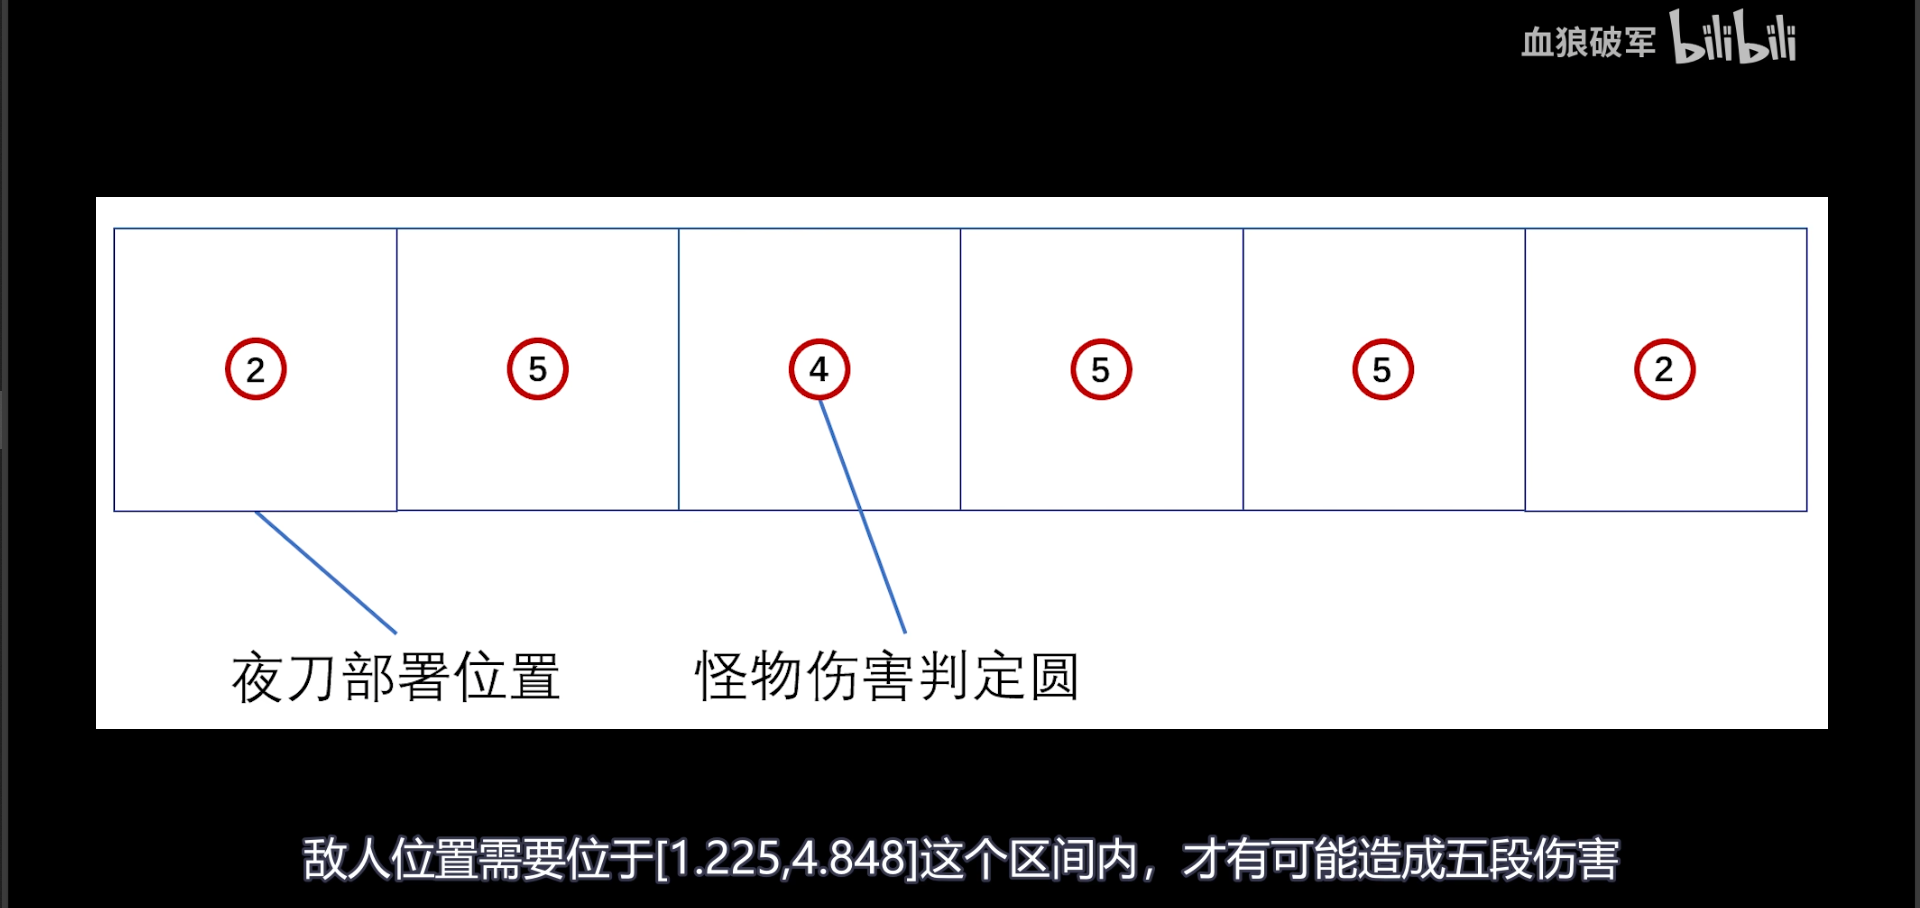 血狼破军 bilibili
2 5 4 5 5 2
夜刀部署位置 怪物伤害判定圆
敌人位置需要位于[1.225,4.848]这个区间内，才有可能造成五段伤害